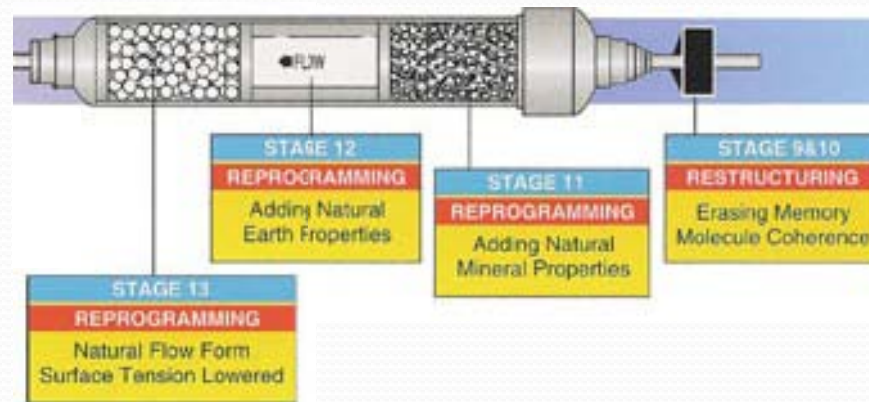 FLOW
STAGE 12
REPROGRAMMING
Adding Natural
Earth Properties
STAGE 11
REPROGRAMMING
Adding Natural
Mineral Properties
STAGE 9&10
RESTRUCTURING
Erasing Memory
Molecule Coherence
STAGE 13
REPROGRAMMING
Natural Flow Form
Surface Tension Lowered